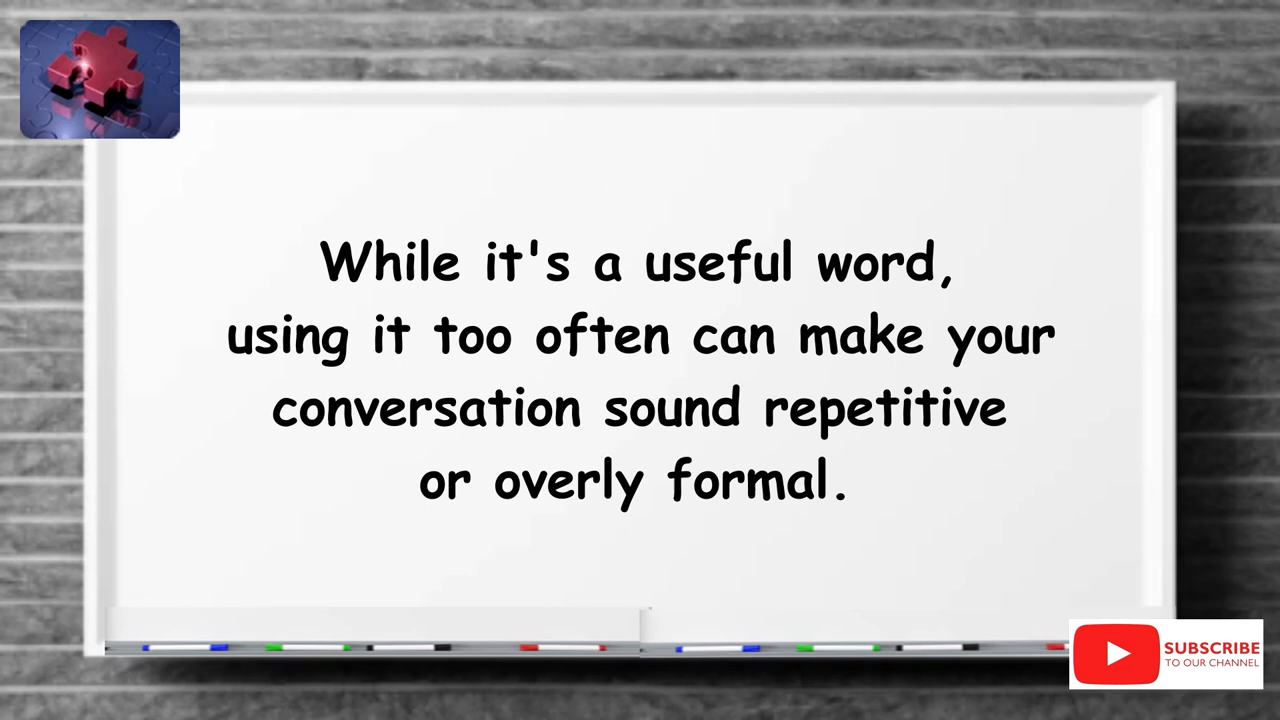 While it's a useful word,
using it too often can make your
conversation sound repetitive
or overly formal.
SUBSCRIBE
TO OUR CHANNEL